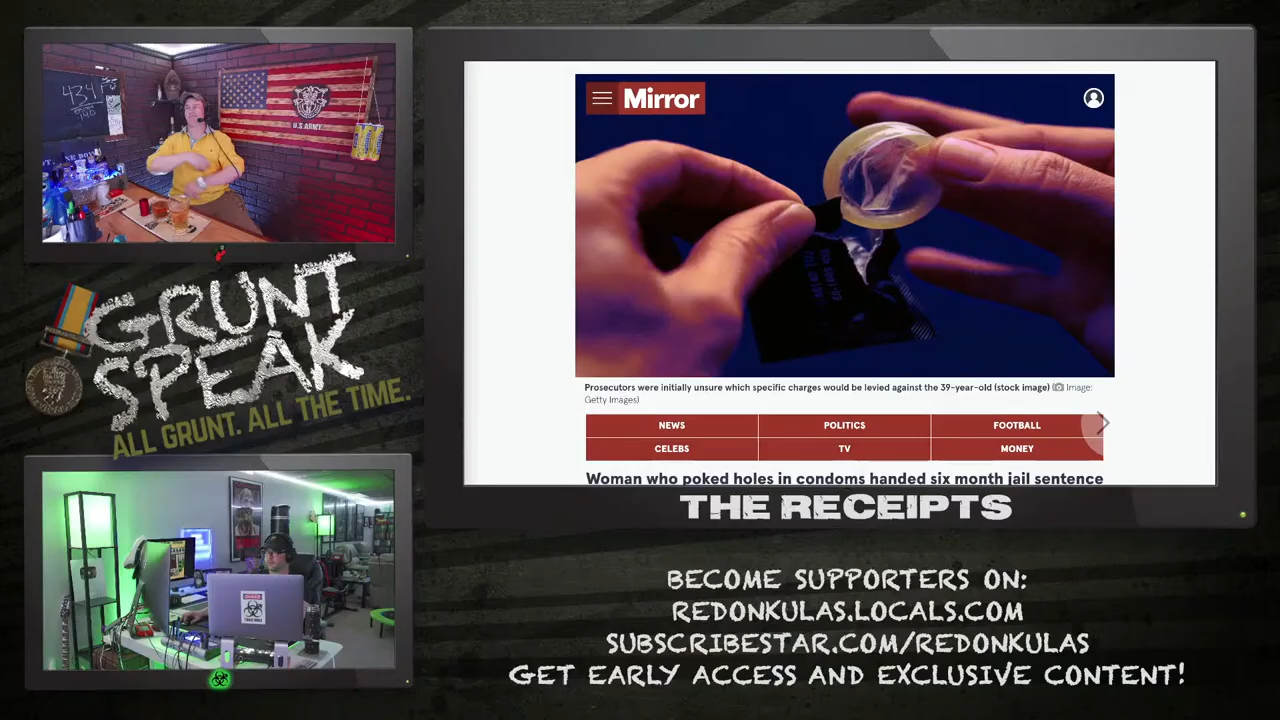 434
U.S. ARMY
GRUNT
SPEAK
ALL GRUNT. ALL THE TIME.
Mirror
Prosecutors were initially unsure which specific charges would be levied against the 39-year-old (stock image) (Image:
Getty Images)
NEWS
POLITICS
FOOTBALL
CELEBS
TV
MONEY
Woman who poked holes in condoms handed six month jail sentence
THE RECEIPTS
BECOME SUPPORTERS ON:
REDONKULAS.LOCALS.COM
SUBSCRIBESTAR.COM/REDONKULAS
GET EARLY ACCESS AND EXCLUSIVE CONTENT!